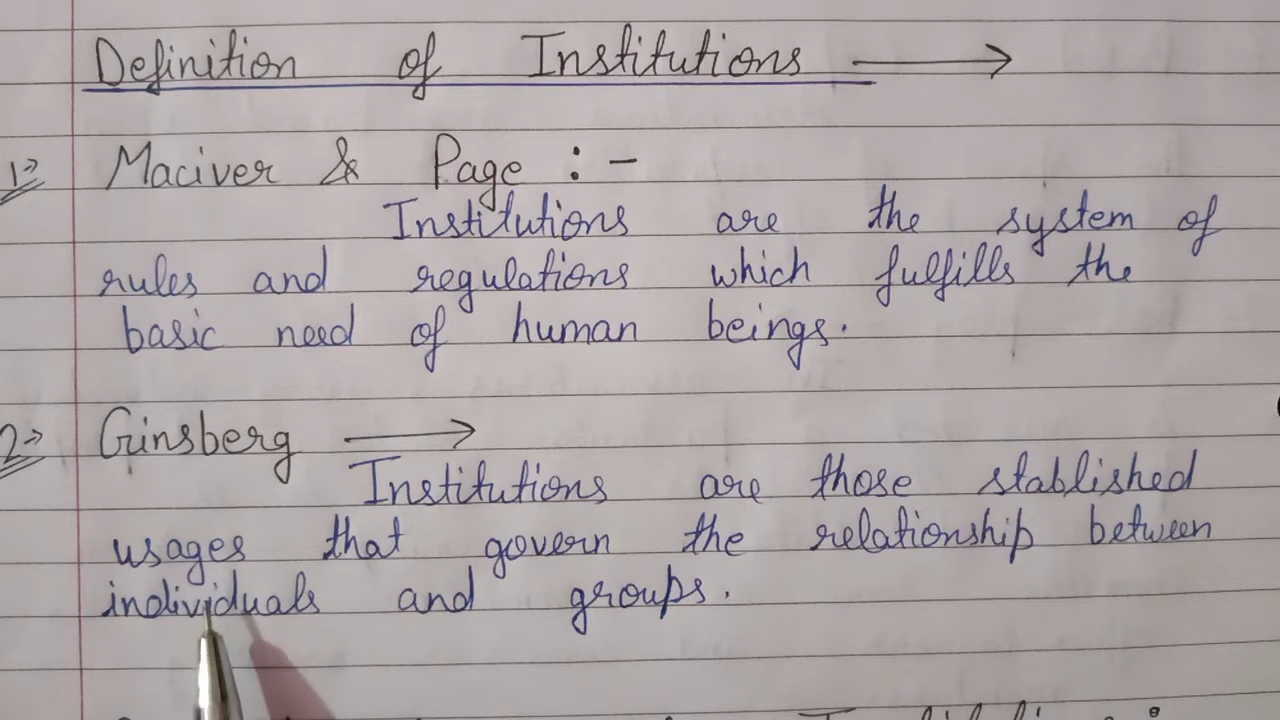 Definition of Institutions →
1 → Maciver & Page : -
Institutions are the system of
rules and regulations which fulfills the
basic need of human beings.
2 → Ginsberg →
Institutions are those stablished
usages that govern the relationship between
individuals and groups.